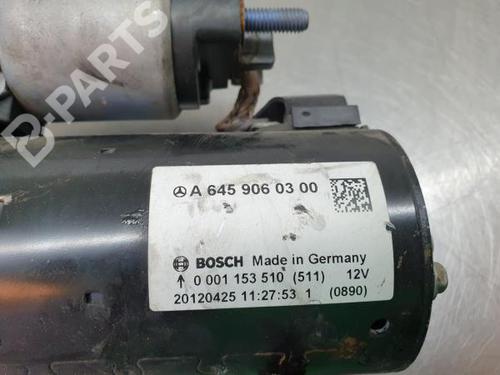 A 645 906 03 00
BOSCH Made in Germany
0 001 153 510 (511) 12V
20120425 11:27:53 1 (0890)
B-PARTS